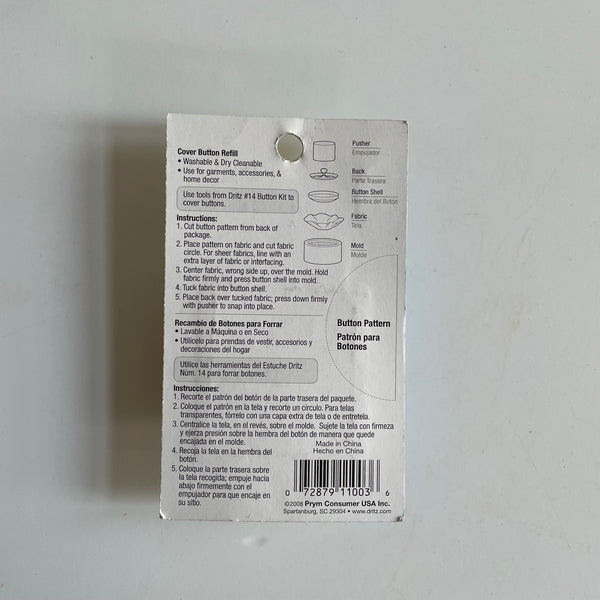 Cover Button Refill
• Washable & Dry Cleanable
• Use for garments, accessories, &
home decor
Use tools from Dritz #14 Button Kit to
cover buttons.
Instructions:
1. Cut button pattern from back of
package.
2. Place pattern on fabric and cut fabric
circle. For sheer fabrics, line with an
extra layer of fabric or interfacing.
3. Center fabric, wrong side up, over the mold. Hold
fabric firmly and press button shell into mold.
4. Tuck fabric into button shell.
5. Place back over tucked fabric; press down firmly
with pusher to snap into place.
Pusher
Empujador
Back
Parte Trasera
Button Shell
Hembra del Botón
Fabric
Tela
Mold
Molde
Button Pattern
Patrón para
Botones
Recambio de Botones para Forrar
• Lavable a Máquina o en Seco
• Utilícelo para prendas de vestir, accesorios y
decoraciones del hogar
Utilice las herramientas del Estuche Dritz
Núm. 14 para forrar botones.
Instrucciones:
1. Recorte el patrón del botón de la parte trasera del paquete.
2. Coloque el patrón en la tela y recorte un círculo. Para telas
transparentes, fórrelo con una capa extra de tela o de entretela.
3. Centralice la tela, en el revés, sobre el molde. Sujete la tela con firmeza
y ejerza presión sobre la hembra del botón de manera que quede
encajada en el molde.
4. Recoja la tela en la hembra del
botón.
5. Coloque la parte trasera sobre
la tela recogida; empuje hacia
abajo firmemente con el
empujador para que encaje en
su sitio.
Made in China
Hecho en China
0 72879 11003 6
©2008 Prym Consumer USA Inc.
Spartanburg, SC 29304 • www.dritz.com